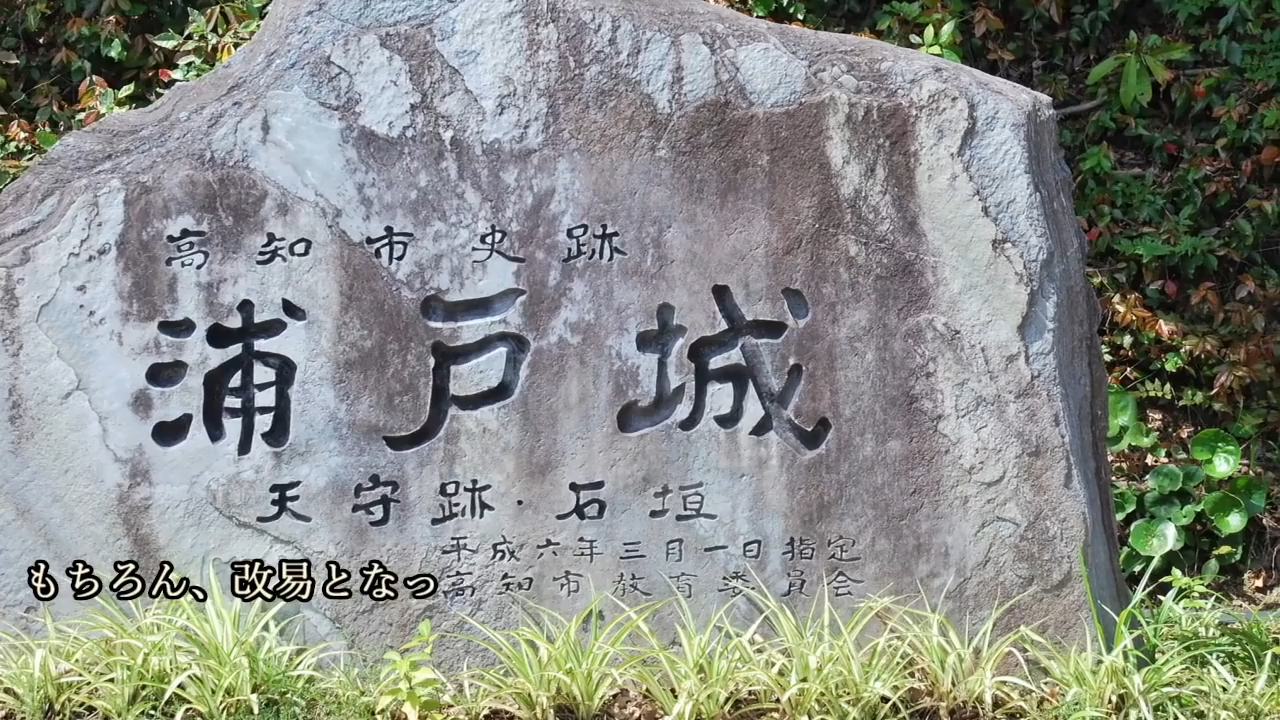 高知市史跡
浦戸城
天守跡・石垣
平成六年三月一日指定
高知市教育委員会
もちろん、改易となっ